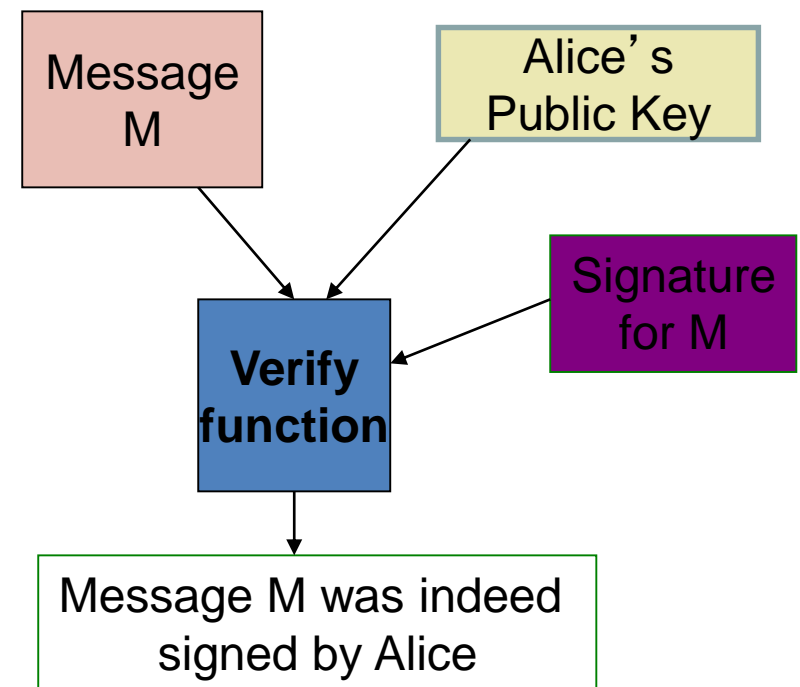 Message
M
Alice’s
Public Key
Signature
for M
Verify
function
Message M was indeed
signed by Alice